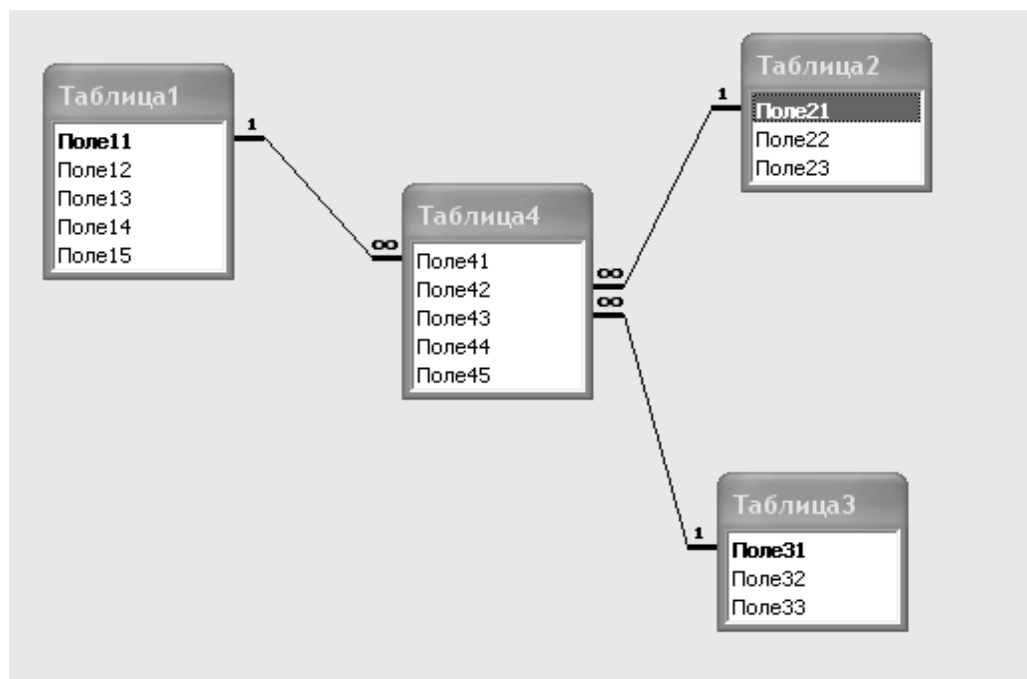 Таблица1
Поле11
Поле12
Поле13
Поле14
Поле15
1
∞
Таблица4
Поле41
Поле42
Поле43
Поле44
Поле45
∞
∞
1
Таблица2
Поле21
Поле22
Поле23
1
Таблица3
Поле31
Поле32
Поле33